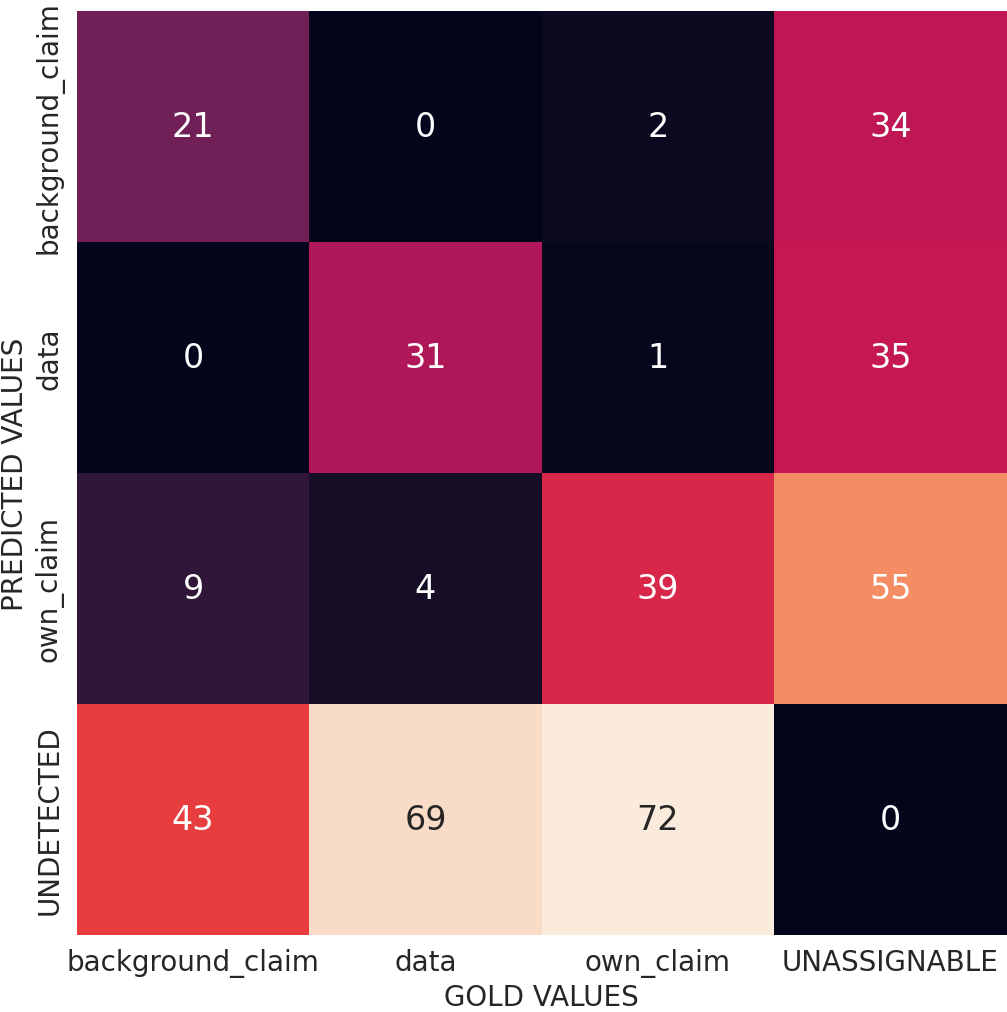 PREDICTED VALUES
background_claim
21 0 2 34
data
0 31 1 35
own_claim
9 4 39 55
UNDETECTED
43 69 72 0
background_claim data own_claim UNASSIGNABLE
GOLD VALUES